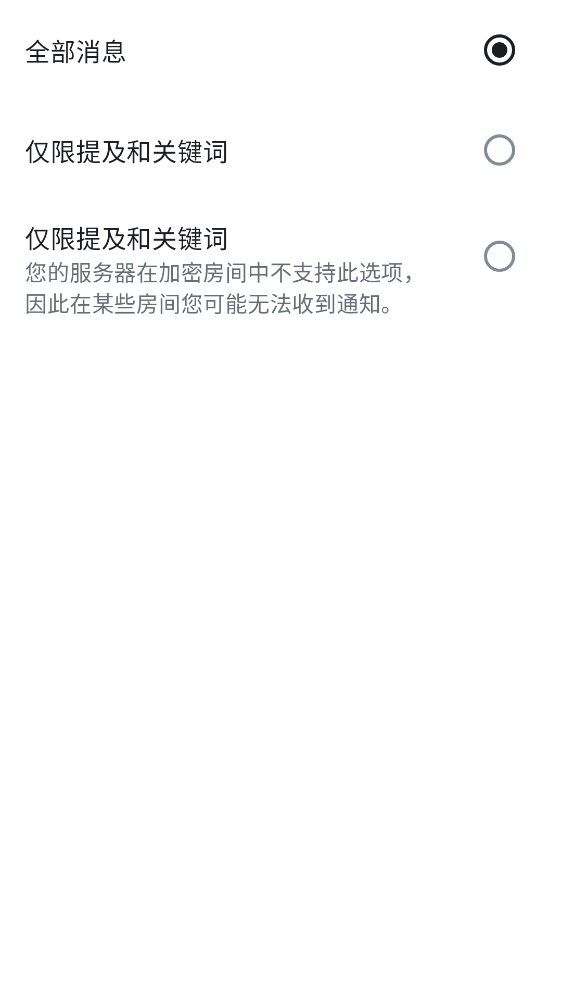 全部消息
仅限提及和关键词
仅限提及和关键词
您的服务器在加密房间中不支持此选项，
因此在某些房间您可能无法收到通知。